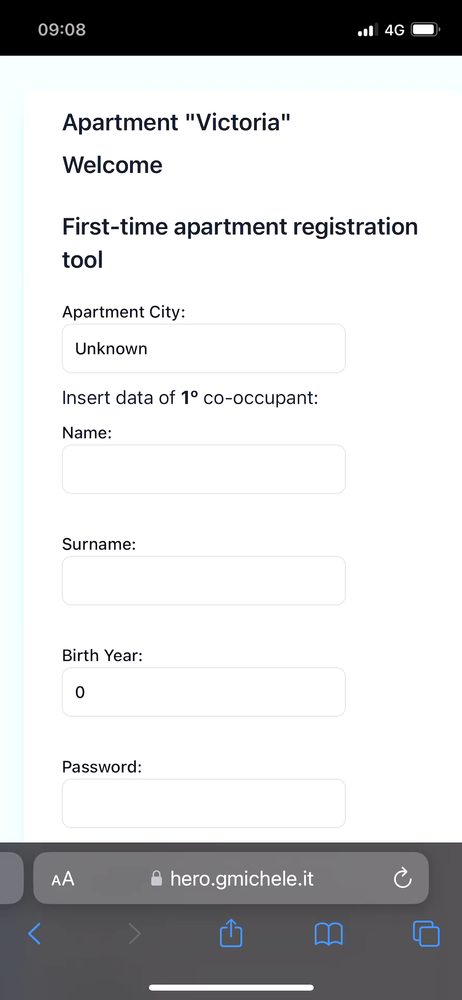 09:08
4G
Apartment "Victoria"
Welcome
First-time apartment registration
tool
Apartment City:
Unknown
Insert data of 1º co-occupant:
Name:
Surname:
Birth Year:
0
Password:
AA
hero.gmichele.it